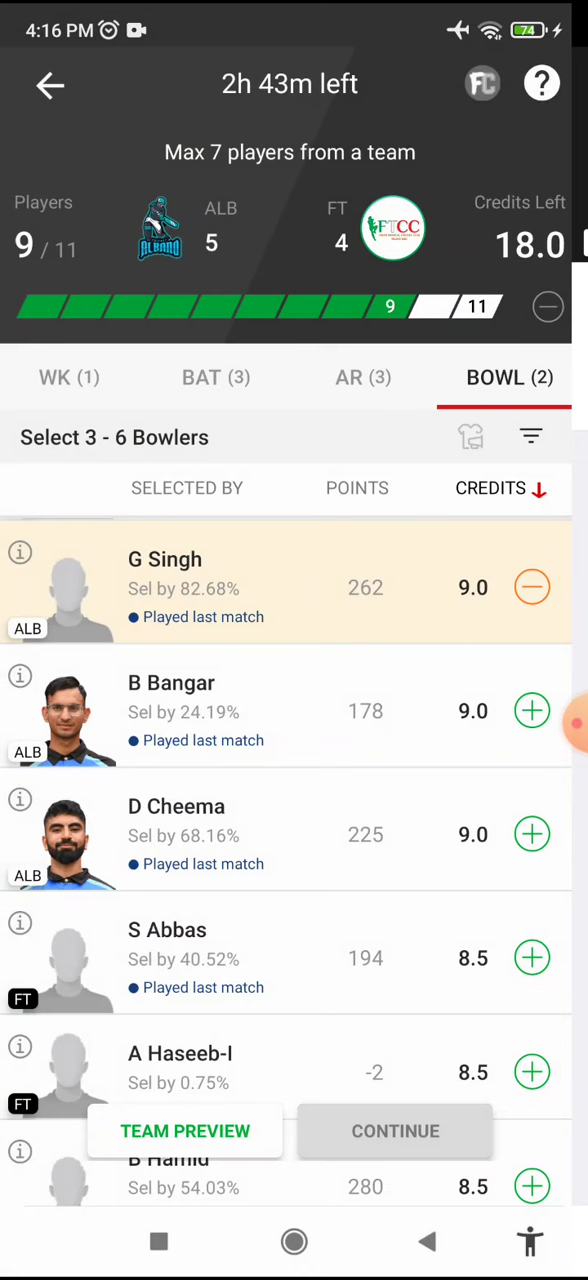 4:16 PM
74
2h 43m left
FC
?
Max 7 players from a team
Players
ALB
FT
Credits Left
9 / 11
5
4
18.0
ALBANO
FTCC
9
11
WK (1)
BAT (3)
AR (3)
BOWL (2)
Select 3 - 6 Bowlers
SELECTED BY
POINTS
CREDITS
G Singh
Sel by 82.68%
262
9.0
Played last match
ALB
B Bangar
Sel by 24.19%
178
9.0
Played last match
ALB
D Cheema
Sel by 68.16%
225
9.0
Played last match
ALB
S Abbas
Sel by 40.52%
194
8.5
Played last match
FT
A Haseeb-I
Sel by 0.75%
-2
8.5
FT
TEAM PREVIEW
CONTINUE
B Hamid
Sel by 54.03%
280
8.5